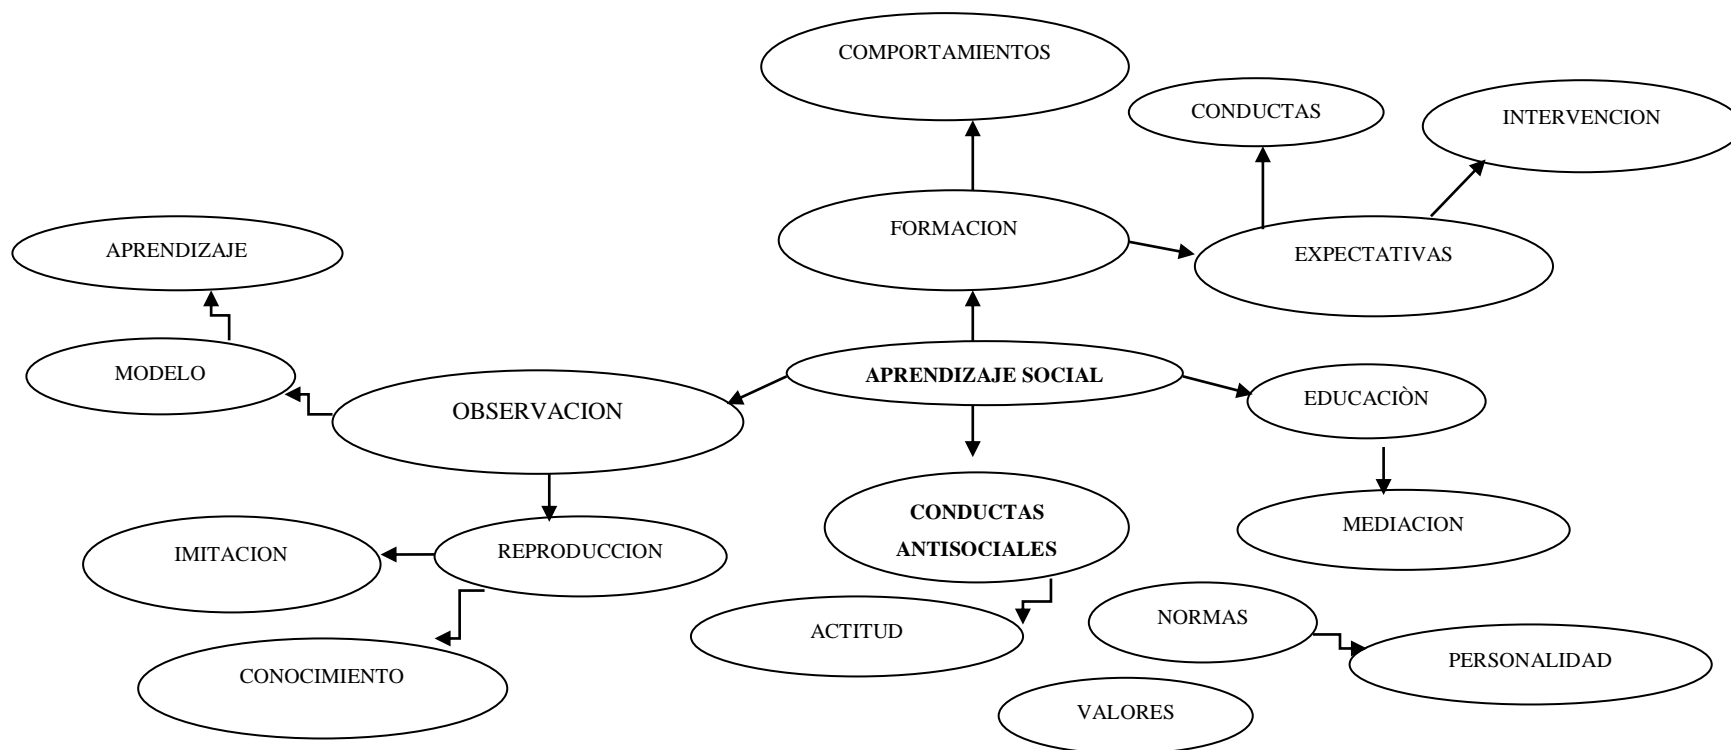 COMPORTAMIENTOS
CONDUCTAS
INTERVENCION
FORMACION
EXPECTATIVAS
APRENDIZAJE
MODELO
APRENDIZAJE SOCIAL
OBSERVACION
EDUCACIÒN
CONDUCTAS
ANTISOCIALES
MEDIACION
IMITACION
REPRODUCCION
ACTITUD
NORMAS
PERSONALIDAD
CONOCIMIENTO
VALORES